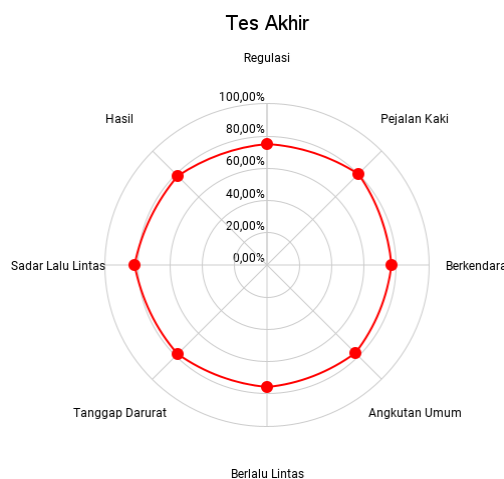 Tes Akhir
Regulasi
100,00%
Hasil
Pejalan Kaki
80,00%
60,00%
40,00%
20,00%
0,00%
Sadar Lalu Lintas
Berkendara
Tanggap Darurat
Angkutan Umum
Berlalu Lintas